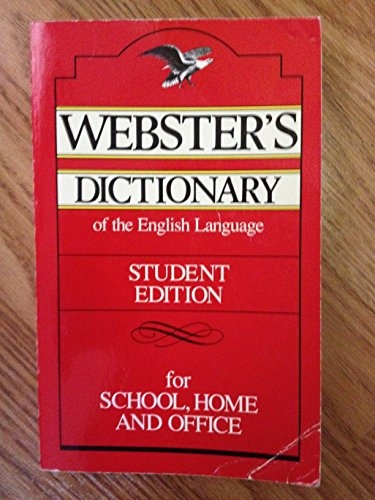 WEBSTER'S
DICTIONARY
of the English Language
STUDENT
EDITION
for
SCHOOL, HOME
AND OFFICE